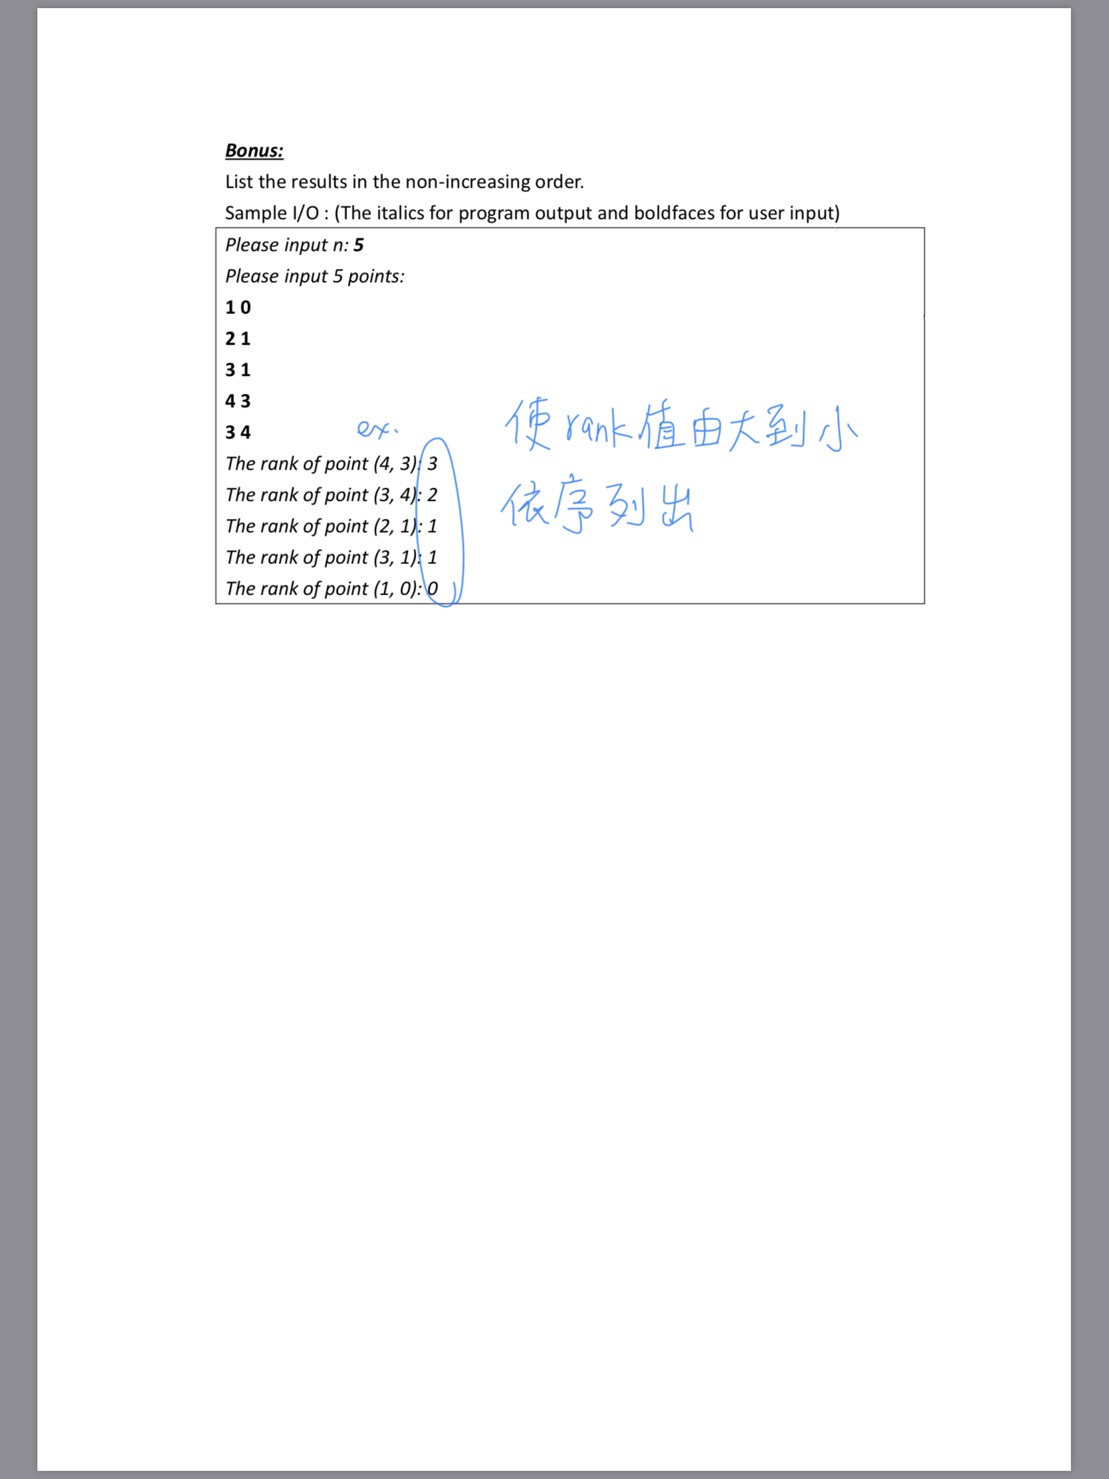 Bonus:
List the results in the non-increasing order.
Sample I/O : (The italics for program output and boldfaces for user input)
Please input n: 5
Please input 5 points:
1 0
2 1
3 1
4 3
3 4
ex.
The rank of point (4, 3): 3
The rank of point (3, 4): 2
The rank of point (2, 1): 1
The rank of point (3, 1): 1
The rank of point (1, 0): 0
使rank值由大到小
依序列出